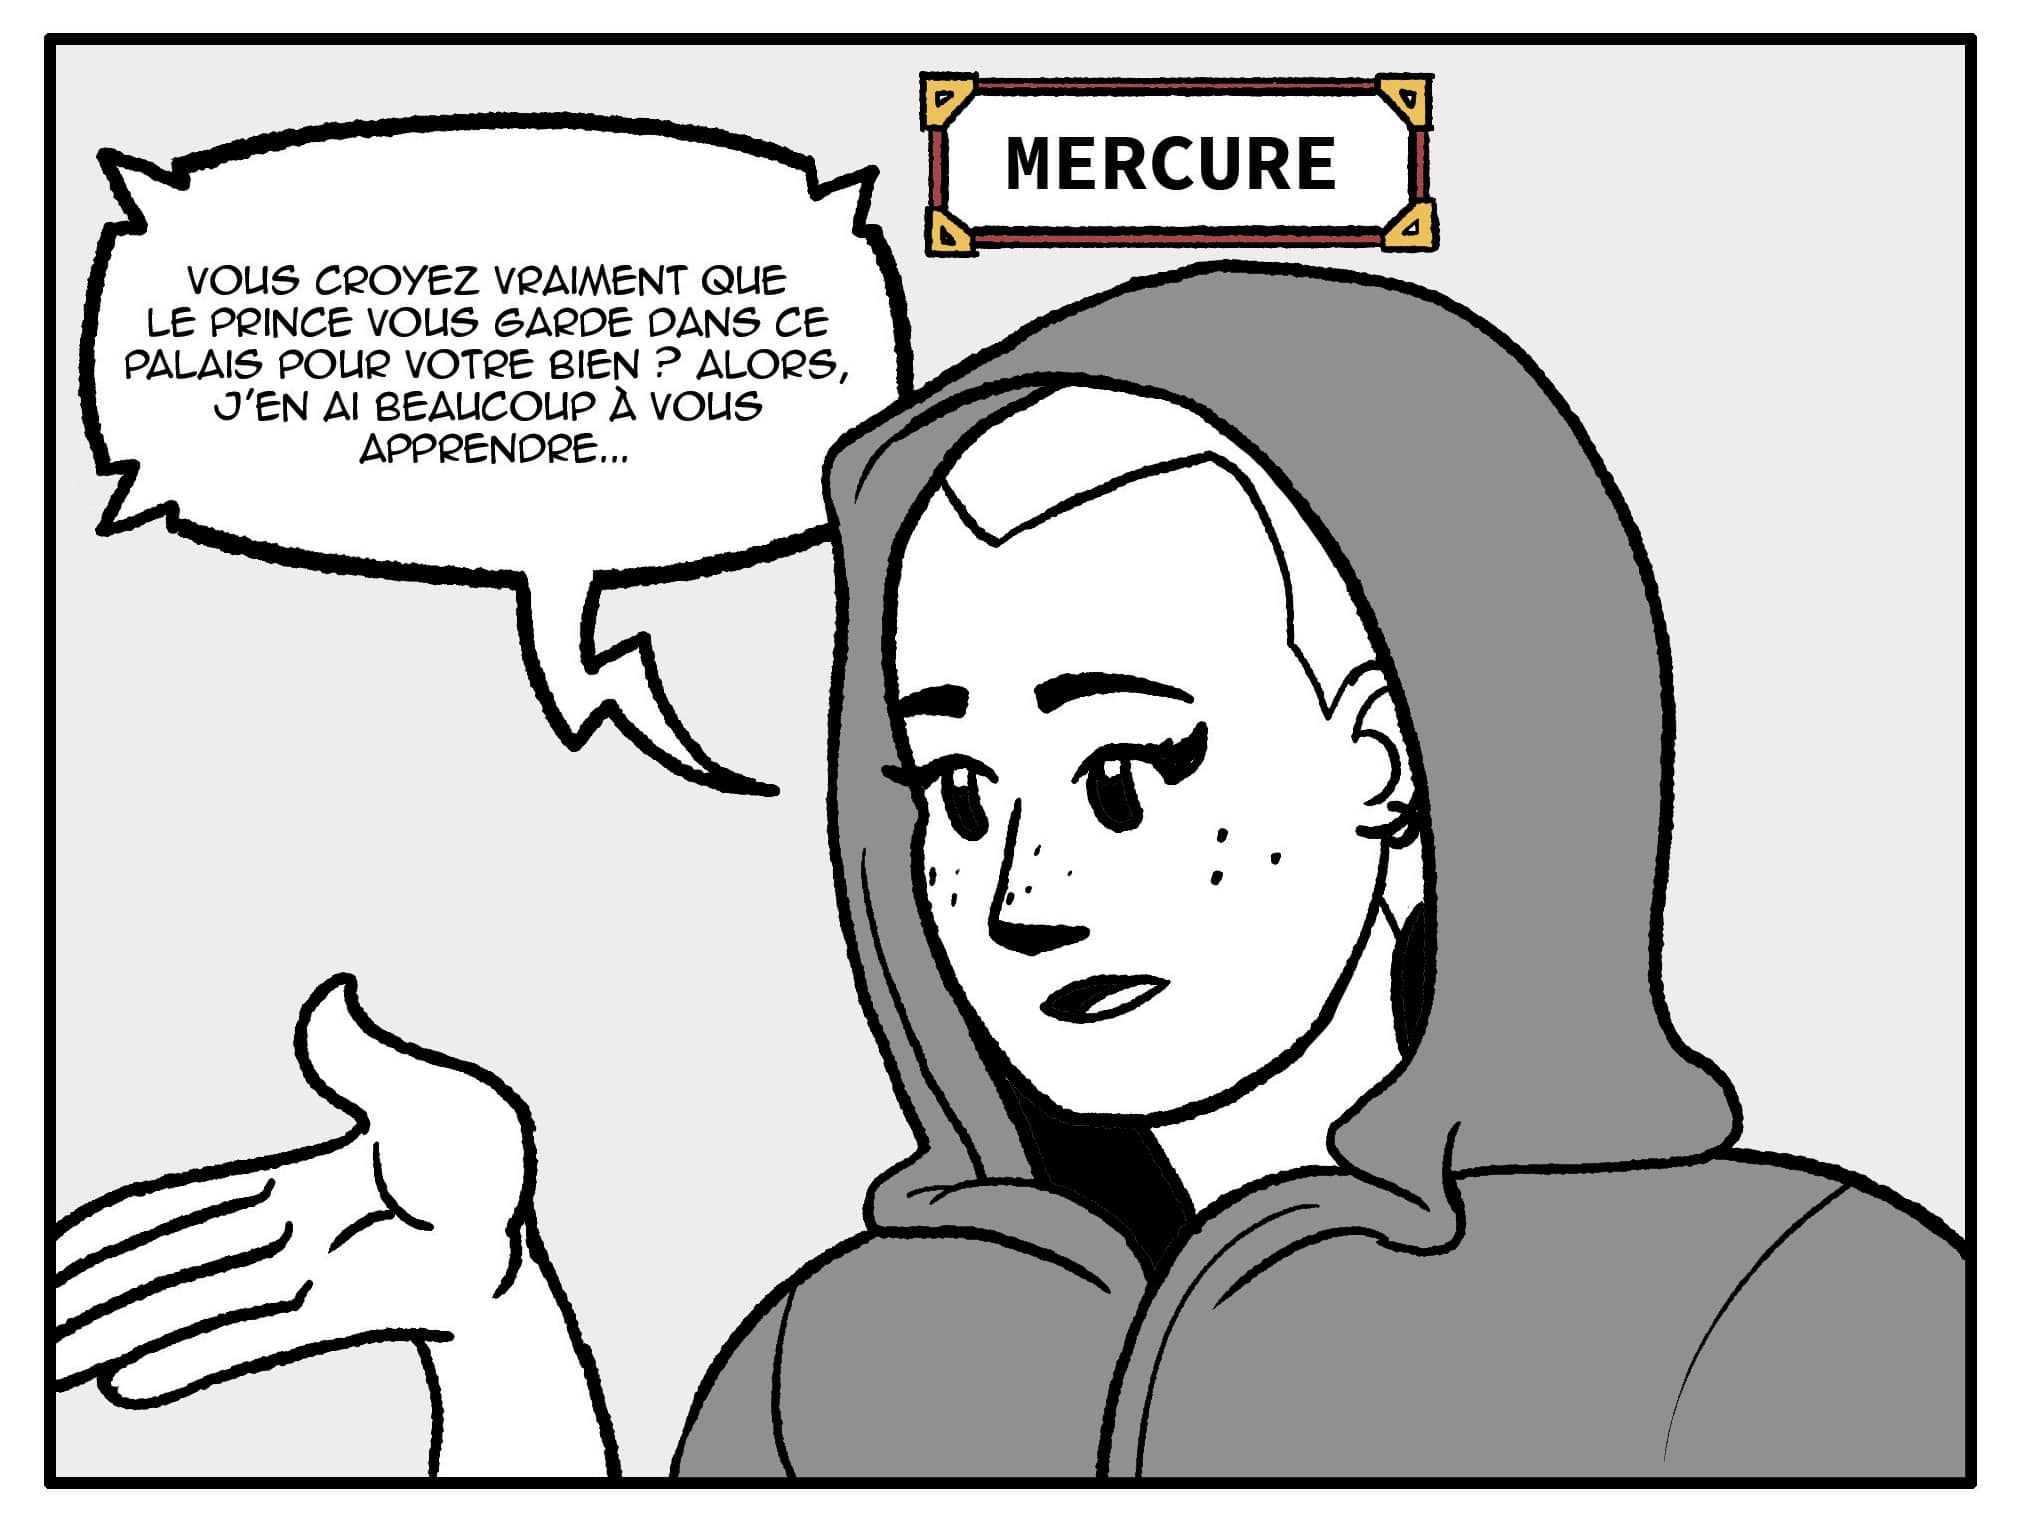 MERCURE
VOUS CROYEZ VRAIMENT QUE
LE PRINCE VOUS GARDE DANS CE
PALAIS POUR VOTRE BIEN ? ALORS,
J'EN AI BEAUCOUP À VOUS
APPRENDRE...